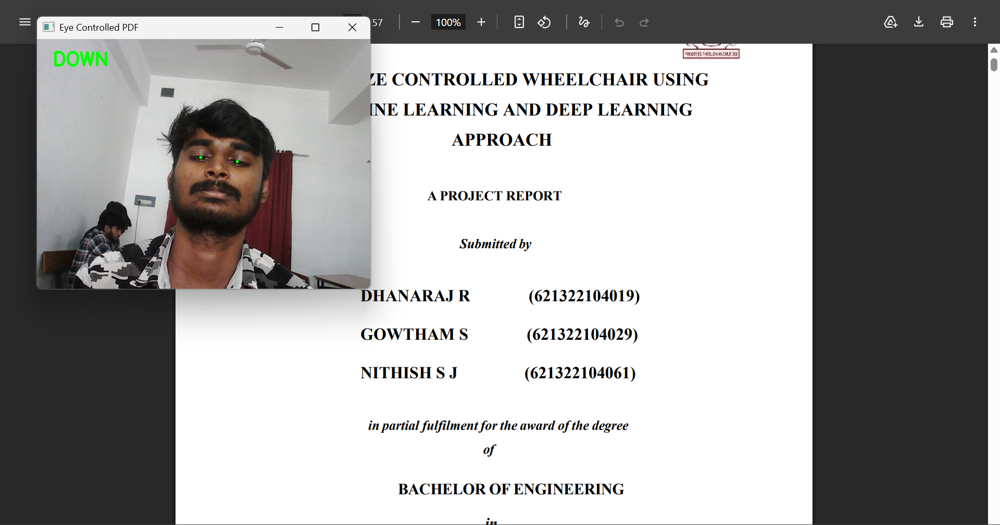 Eye Controlled PDF
57
100%
DOWN
PROGRESS THROUGH KNOWLEDGE
ZE CONTROLLED WHEELCHAIR USING
INE LEARNING AND DEEP LEARNING
APPROACH
A PROJECT REPORT
Submitted by
DHANARAJ R (621322104019)
GOWTHAM S (621322104029)
NITHISH S J (621322104061)
in partial fulfilment for the award of the degree
of
BACHELOR OF ENGINEERING
in